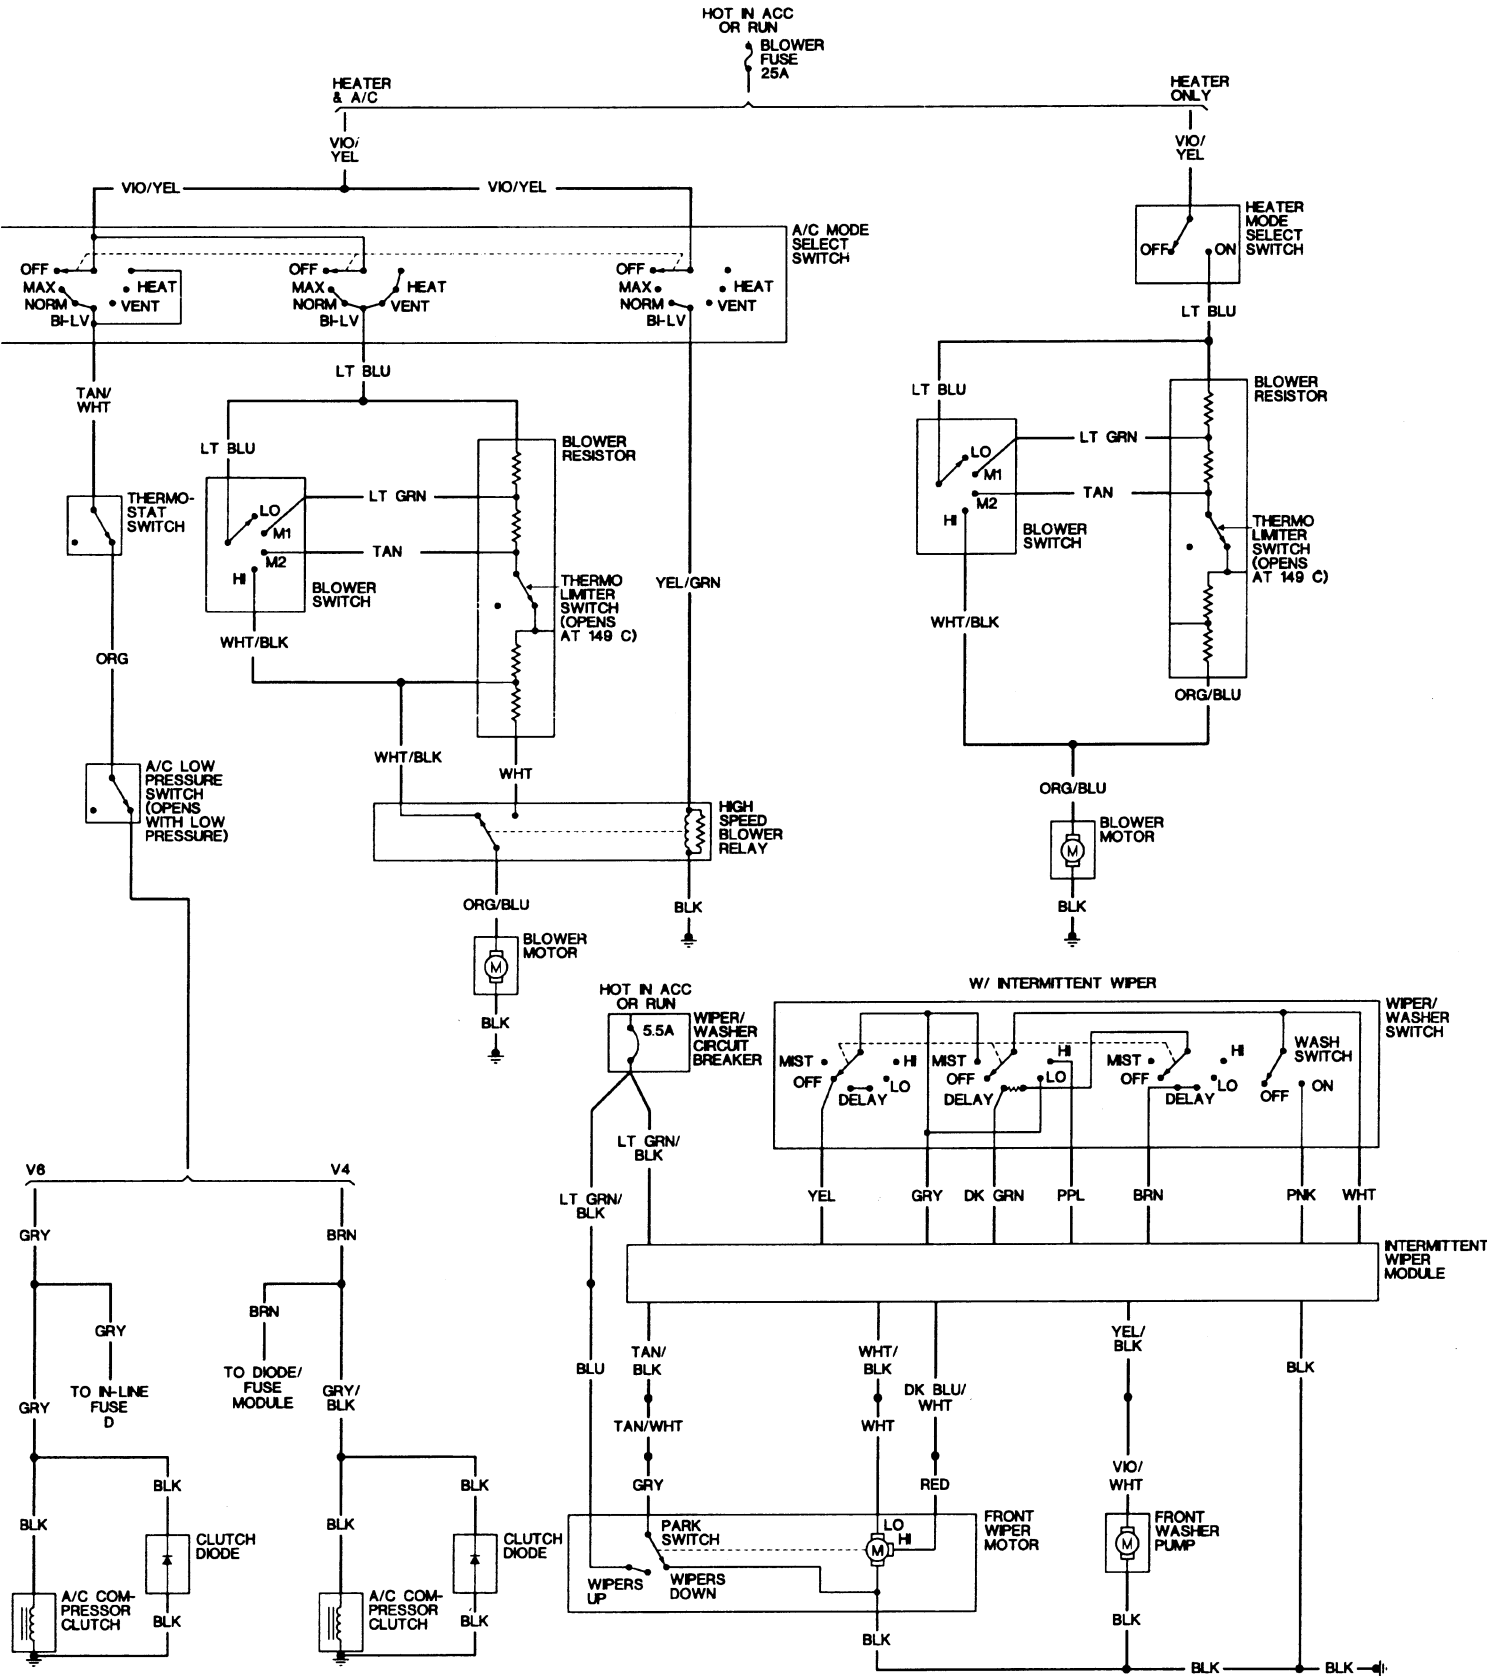 HOT IN ACC
OR RUN
BLOWER
FUSE
25A
HEATER
& A/C
HEATER
ONLY
VIO/
YEL
VIO/
YEL
VIO/YEL
VIO/YEL
A/C MODE
SELECT
SWITCH
OFF
MAX
NORM
BI-LV
HEAT
VENT
OFF
MAX
NORM
BI-LV
HEAT
VENT
OFF
MAX
NORM
BI-LV
HEAT
VENT
HEATER
MODE
SELECT
SWITCH
OFF
ON
LT BLU
LT BLU
TAN/
WHT
LT BLU
LT BLU
BLOWER
RESISTOR
BLOWER
RESISTOR
LT GRN
TAN
LO
M1
M2
HI
BLOWER
SWITCH
LT GRN
TAN
LO
M1
M2
HI
BLOWER
SWITCH
THERMO-
STAT
SWITCH
THERMO
LIMITER
SWITCH
(OPENS
AT 149 C)
THERMO
LIMITER
SWITCH
(OPENS
AT 149 C)
YEL/GRN
WHT/BLK
WHT/BLK
ORG
ORG/BLU
WHT/BLK
WHT
A/C LOW
PRESSURE
SWITCH
(OPENS
WITH LOW
PRESSURE)
HIGH
SPEED
BLOWER
RELAY
ORG/BLU
BLOWER
MOTOR
M
BLK
ORG/BLU
BLK
BLOWER
MOTOR
M
BLK
HOT IN ACC
OR RUN
5.5A
WIPER/
WASHER
CIRCUIT
BREAKER
W/ INTERMITTENT WIPER
WIPER/
WASHER
SWITCH
MIST
OFF
DELAY
LO
HI
MIST
OFF
DELAY
LO
HI
MIST
OFF
DELAY
LO
HI
WASH
SWITCH
OFF
ON
LT GRN/
BLK
LT GRN/
BLK
YEL
GRY
DK GRN
PPL
BRN
PNK
WHT
INTERMITTENT
WIPER
MODULE
V6
V4
GRY
BRN
GRY
BRN
TO IN-LINE
FUSE
D
TO DIODE/
FUSE
MODULE
GRY
GRY/
BLK
BLU
TAN/
BLK
TAN/WHT
GRY
WHT/
BLK
WHT
DK BLU/
WHT
RED
YEL/
BLK
VIO/
WHT
BLK
BLK
BLK
BLK
BLK
CLUTCH
DIODE
CLUTCH
DIODE
A/C COM-
PRESSOR
CLUTCH
BLK
A/C COM-
PRESSOR
CLUTCH
BLK
PARK
SWITCH
WIPERS
UP
WIPERS
DOWN
LO
HI
M
FRONT
WIPER
MOTOR
M
FRONT
WASHER
PUMP
BLK
BLK
BLK
BLK